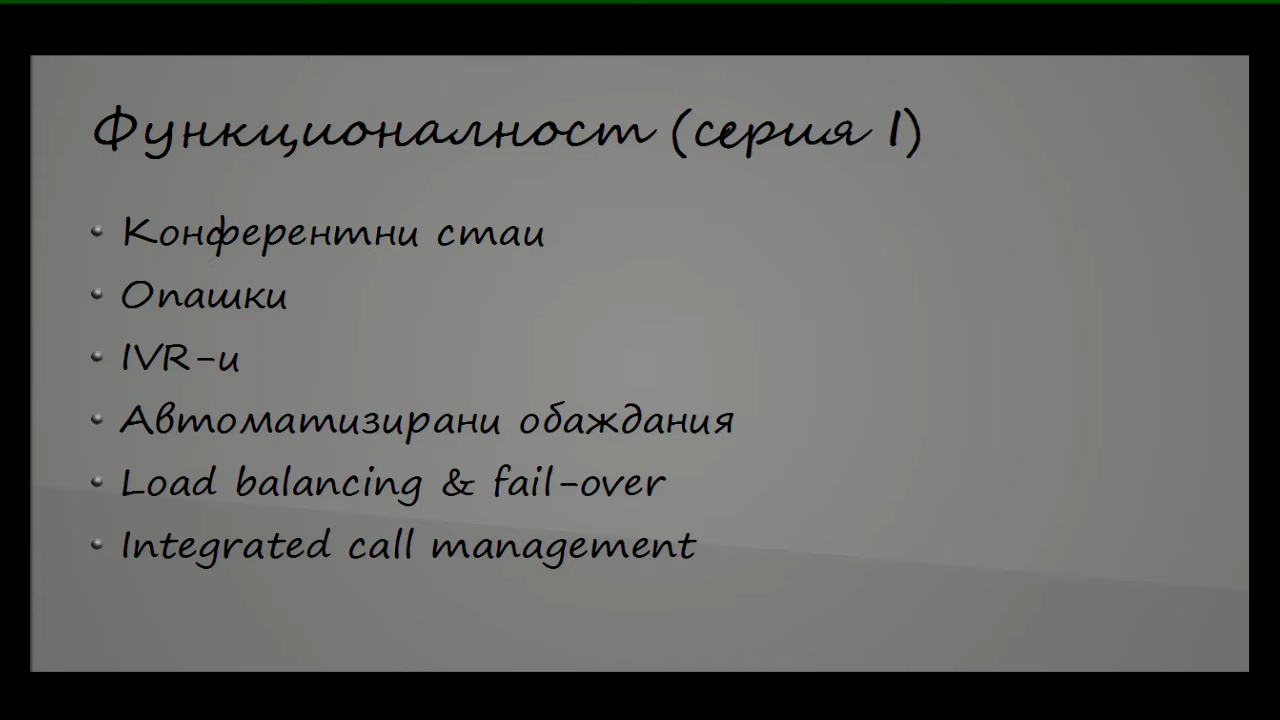 Функционалност (серия I)
Конферентни стаи
Опашки
IVR-и
Автоматизирани обаждания
Load balancing & fail-over
Integrated call management